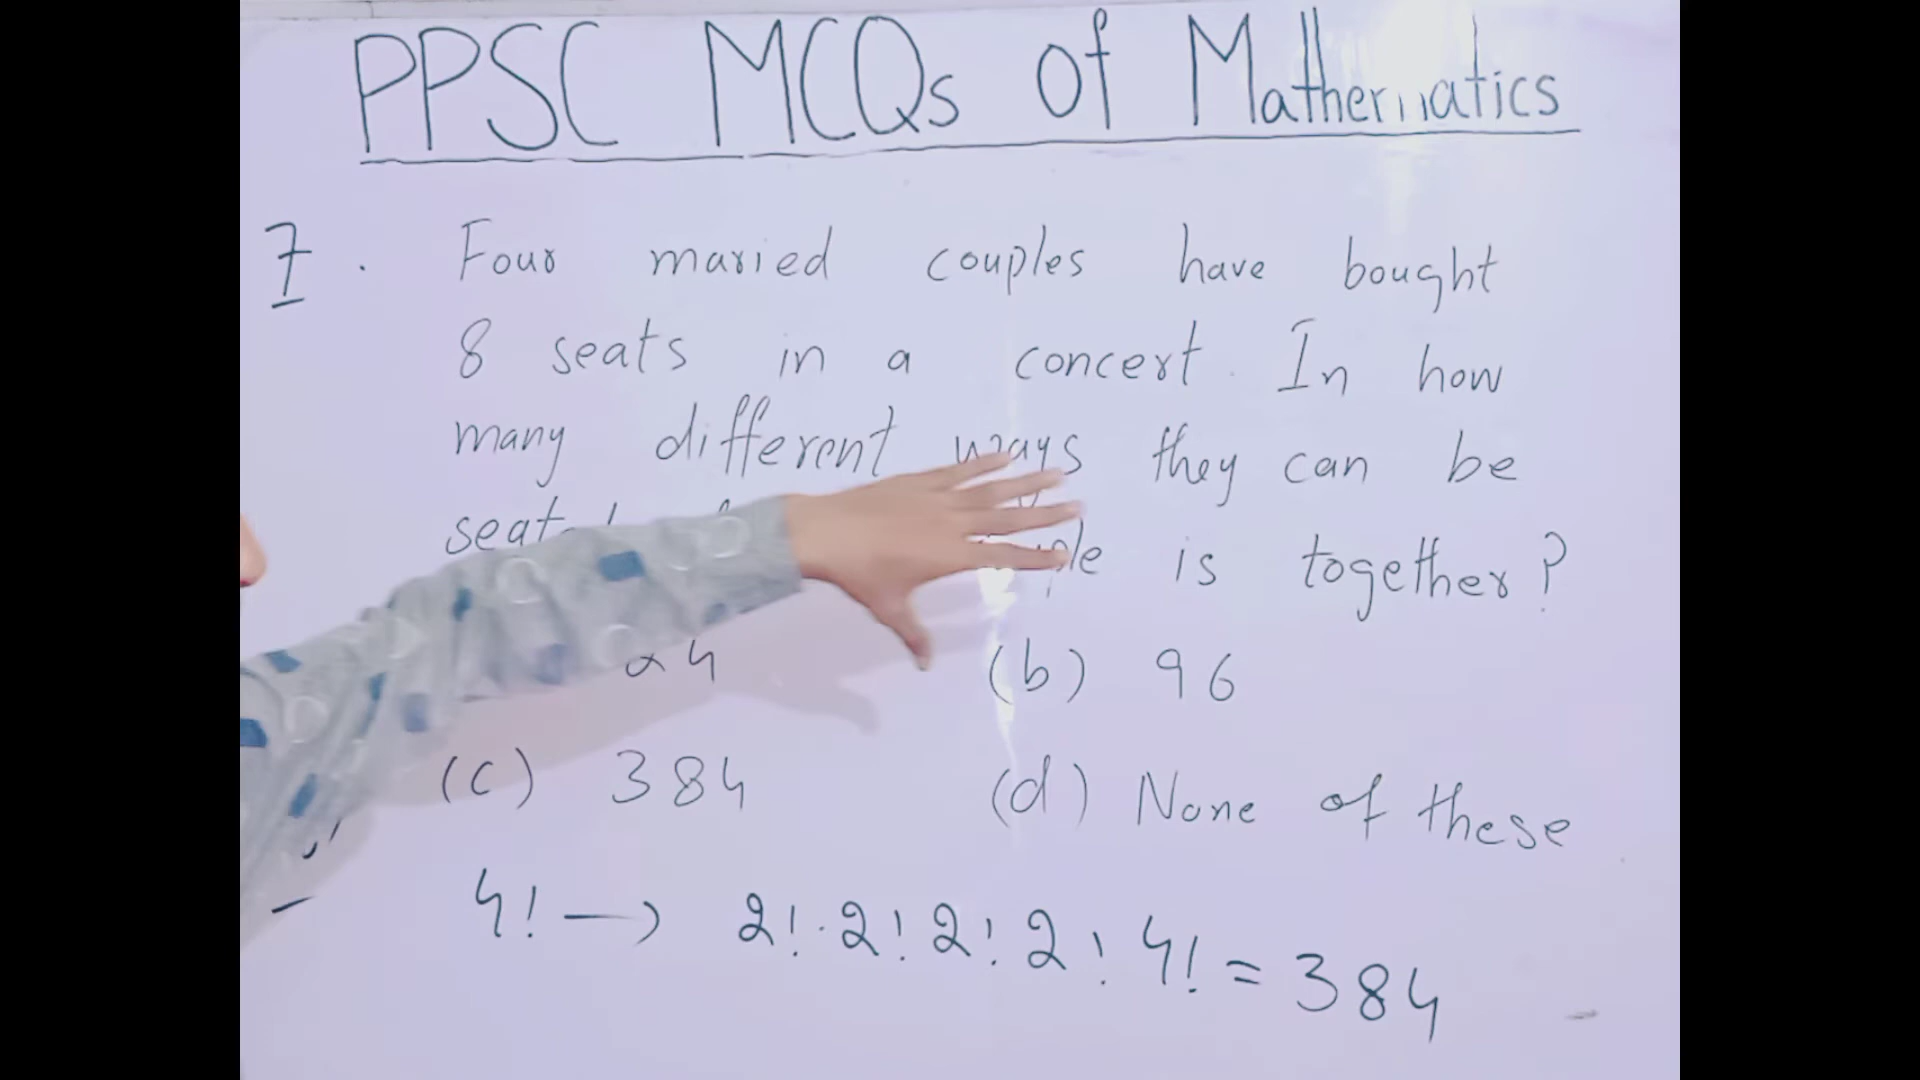 PPSC MCQs of Mathematics
7. Four maried couples have bought
8 seats in a concert. In how
many different ways they can be
is together?
(b) 96
(c) 384 (d) None of these
4! → 2!·2!2!2!4! = 384